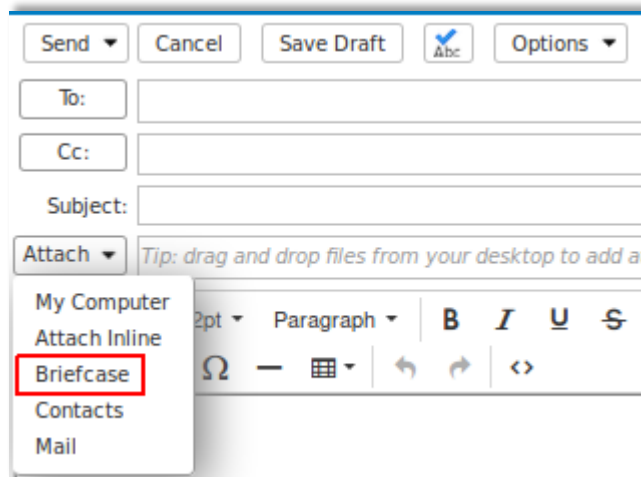 Send Cancel Save Draft Abc Options
To:
Cc:
Subject:
Attach Tip: drag and drop files from your desktop to add a
My Computer
2pt Paragraph B I U S
Attach Inline
Briefcase Ω
Contacts
Mail